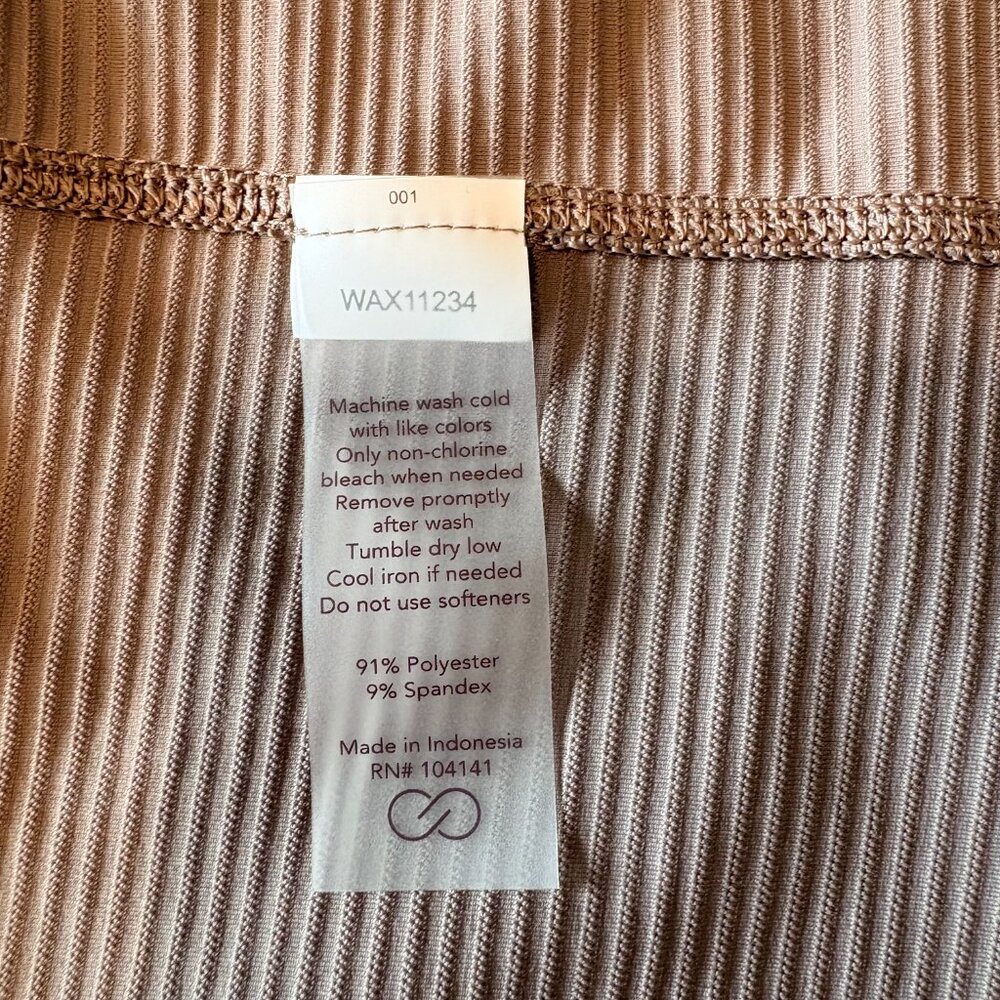 001
WAX11234
Machine wash cold
with like colors
Only non-chlorine
bleach when needed
Remove promptly
after wash
Tumble dry low
Cool iron if needed
Do not use softeners
91% Polyester
9% Spandex
Made in Indonesia
RN# 104141